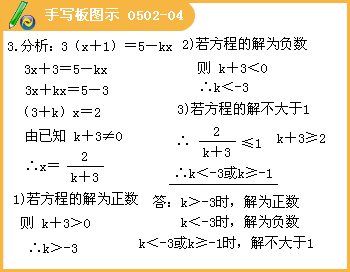 手写板图示 0502-04
3.分析: 3 (x+1) =5-kx
3x+3=5-kx
3x+kx=5-3
(3+k) x=2
由已知 k+3≠0
∴x= 2/(k+3)
1)若方程的解为正数
则 k+3>0
∴k>-3
2)若方程的解为负数
则 k+3<0
∴k<-3
3)若方程的解不大于1
∴ 2/(k+3) ≤1 k+3≥2
∴k<-3或k≥-1
答: k>-3时, 解为正数
k<-3时, 解为负数
k<-3或k≥-1时, 解不大于1